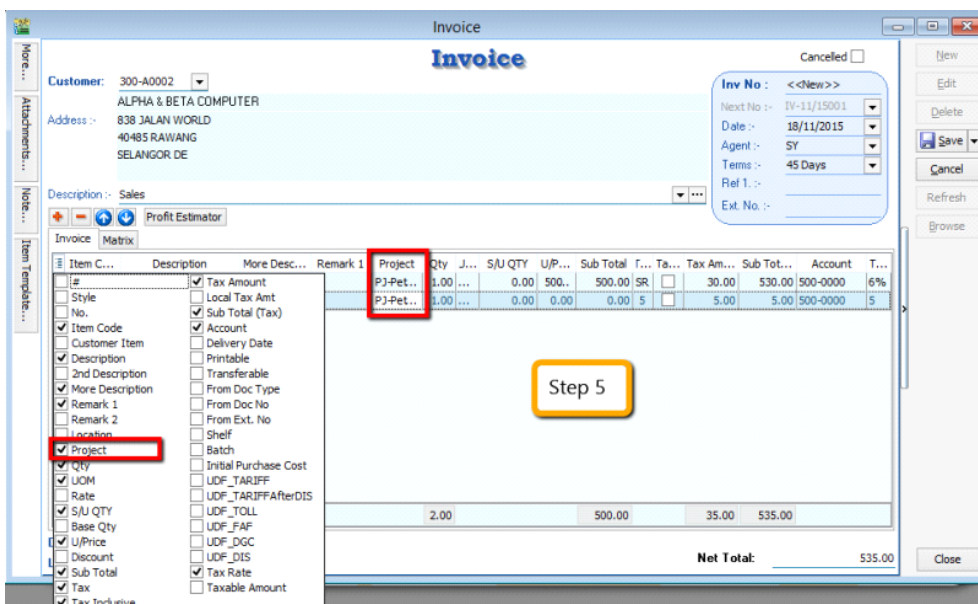 Invoice
Invoice
Cancelled
New
Edit
Delete
Save
Cancel
Refresh
Browse
Close
More...
Attachments...
Note...
Item Template...
Customer: 300-A0002
ALPHA & BETA COMPUTER
Address :- 838 JALAN WORLD
40485 RAWANG
SELANGOR DE
Inv No : <<New>>
Next No :- IV-11/15001
Date :- 18/11/2015
Agent :- SY
Terms :- 45 Days
Ref 1. :-
Ext. No. :-
Description :- Sales
Profit Estimator
Invoice Matrix
Item C... Description More Desc... Remark 1 Project Qty J... S/U QTY U/P... Sub Total T... Ta... Tax Am... Sub Tot... Account T...
PJ-Pet... 1.00 ... 0.00 500.. 500.00 SR 30.00 530.00 500-0000 6%
PJ-Pet... 1.00 ... 0.00 0.00 0.00 5 5.00 5.00 500-0000 5
#
Style
No.
Item Code
Customer Item
Description
2nd Description
More Description
Remark 1
Remark 2
Location
Project
Qty
UOM
Rate
S/U QTY
Base Qty
U/Price
Discount
Sub Total
Tax
Tax Inclusive
Tax Amount
Local Tax Amt
Sub Total (Tax)
Account
Delivery Date
Printable
Transferable
From Doc Type
From Doc No
From Ext. No
Shelf
Batch
Initial Purchase Cost
UDF_TARIFF
UDF_TARIFFAfterDIS
UDF_TOLL
UDF_FAF
UDF_DGC
UDF_DIS
Tax Rate
Taxable Amount
Step 5
2.00 500.00 35.00 535.00
Net Total: 535.00